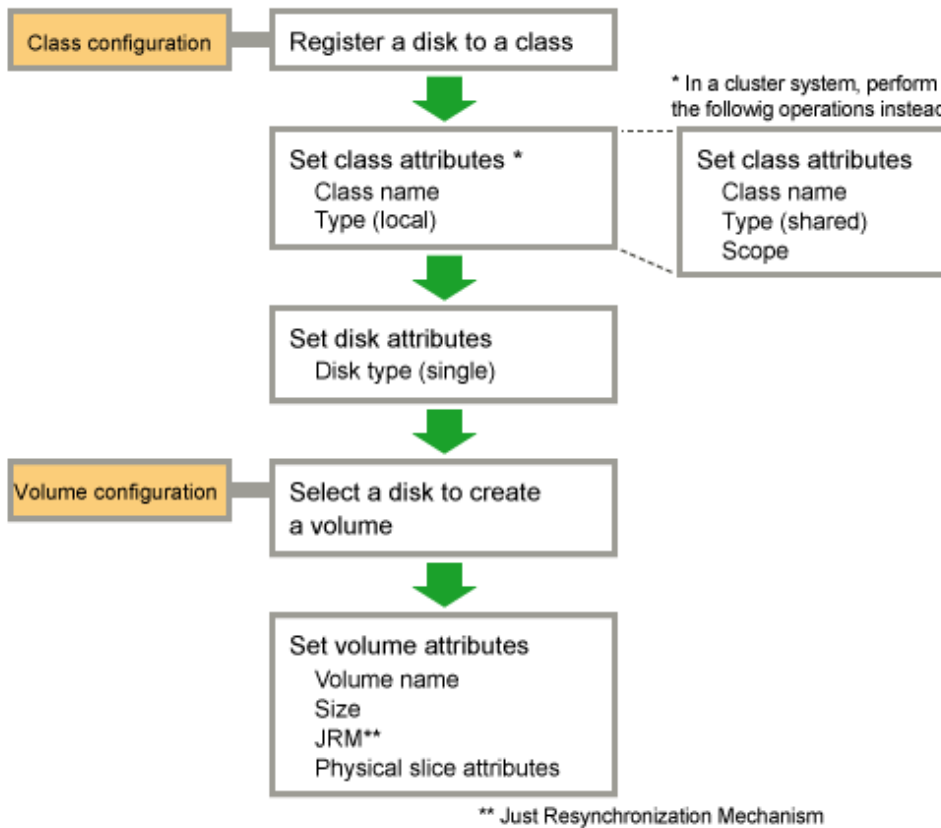 Class configuration
Register a disk to a class
* In a cluster system, perform
the followig operations instead
Set class attributes *
Class name
Type (local)
Set class attributes
Class name
Type (shared)
Scope
Set disk attributes
Disk type (single)
Volume configuration
Select a disk to create
a volume
Set volume attributes
Volume name
Size
JRM**
Physical slice attributes
** Just Resynchronization Mechanism